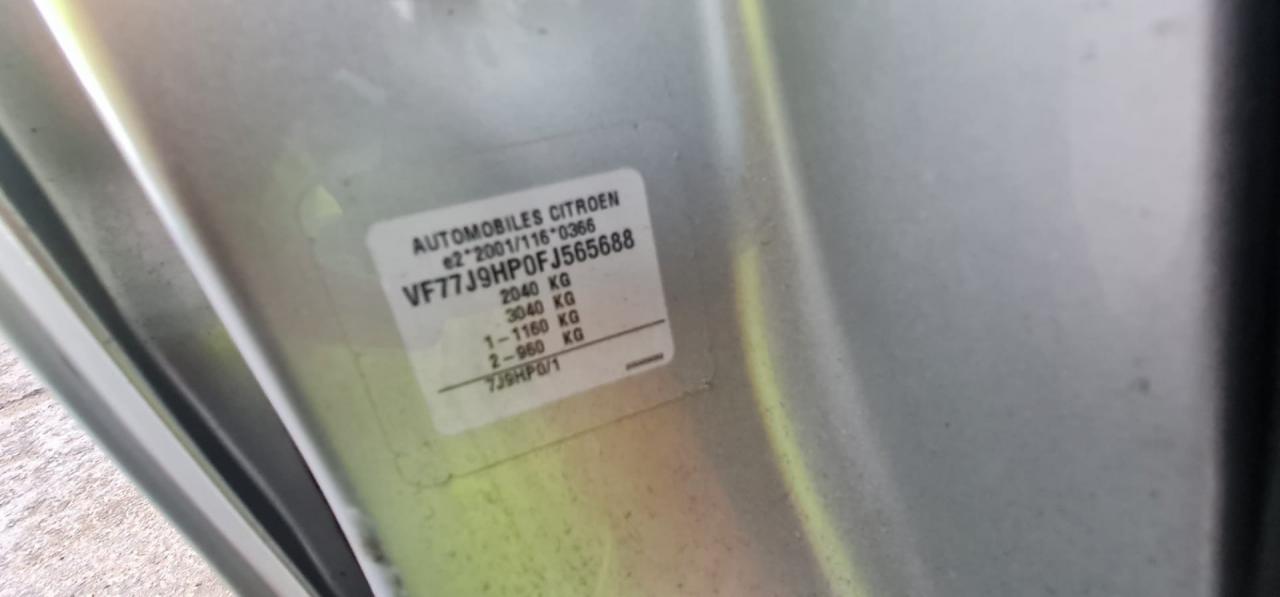 AUTOMOBILES CITROEN
e2*2001/116*0366
VF77J9HP0FJ565688
2040 KG
3040 KG
1-1160 KG
2-960 KG
7J9HP0/1